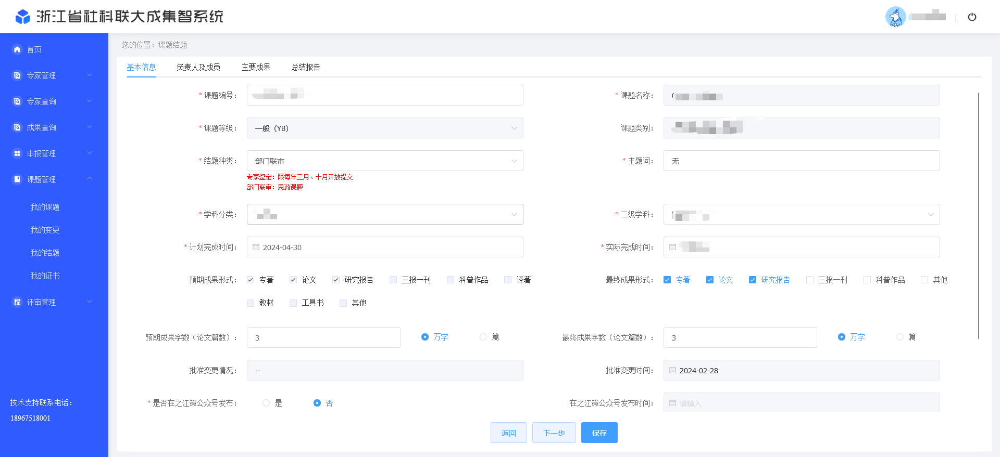 浙江省社科联大成集智系统
首页
专家管理
专家查询
成果查询
申报管理
课题管理
我的课题
我的变更
我的结题
我的证书
评审管理
技术支持联系电话：
18967518001
您的位置：课题结题
基本信息 负责人及成员 主要成果 总结报告
* 课题编号：
* 课题名称：
* 课题等级： 一般（YB）
课题类别：
* 结题种类： 部门联审
* 主题词： 无
专家鉴定：限每年三月、十月开放提交
部门联审：思政课题
* 学科分类：
* 二级学科：
* 计划完成时间： 2024-04-30
* 实际完成时间：
预期成果形式： 专著 论文 研究报告 三报一刊 科普作品 译著
教材 工具书 其他
最终成果形式： 专著 论文 研究报告 三报一刊 科普作品 其他
预期成果字数（论文篇数）： 3 万字 篇
最终成果字数（论文篇数）： 3 万字 篇
批准变更情况： --
批准变更时间： 2024-02-28
* 是否在之江策公众号发布： 是 否
在之江策公众号发布时间： 请输入
返回 下一步 保存